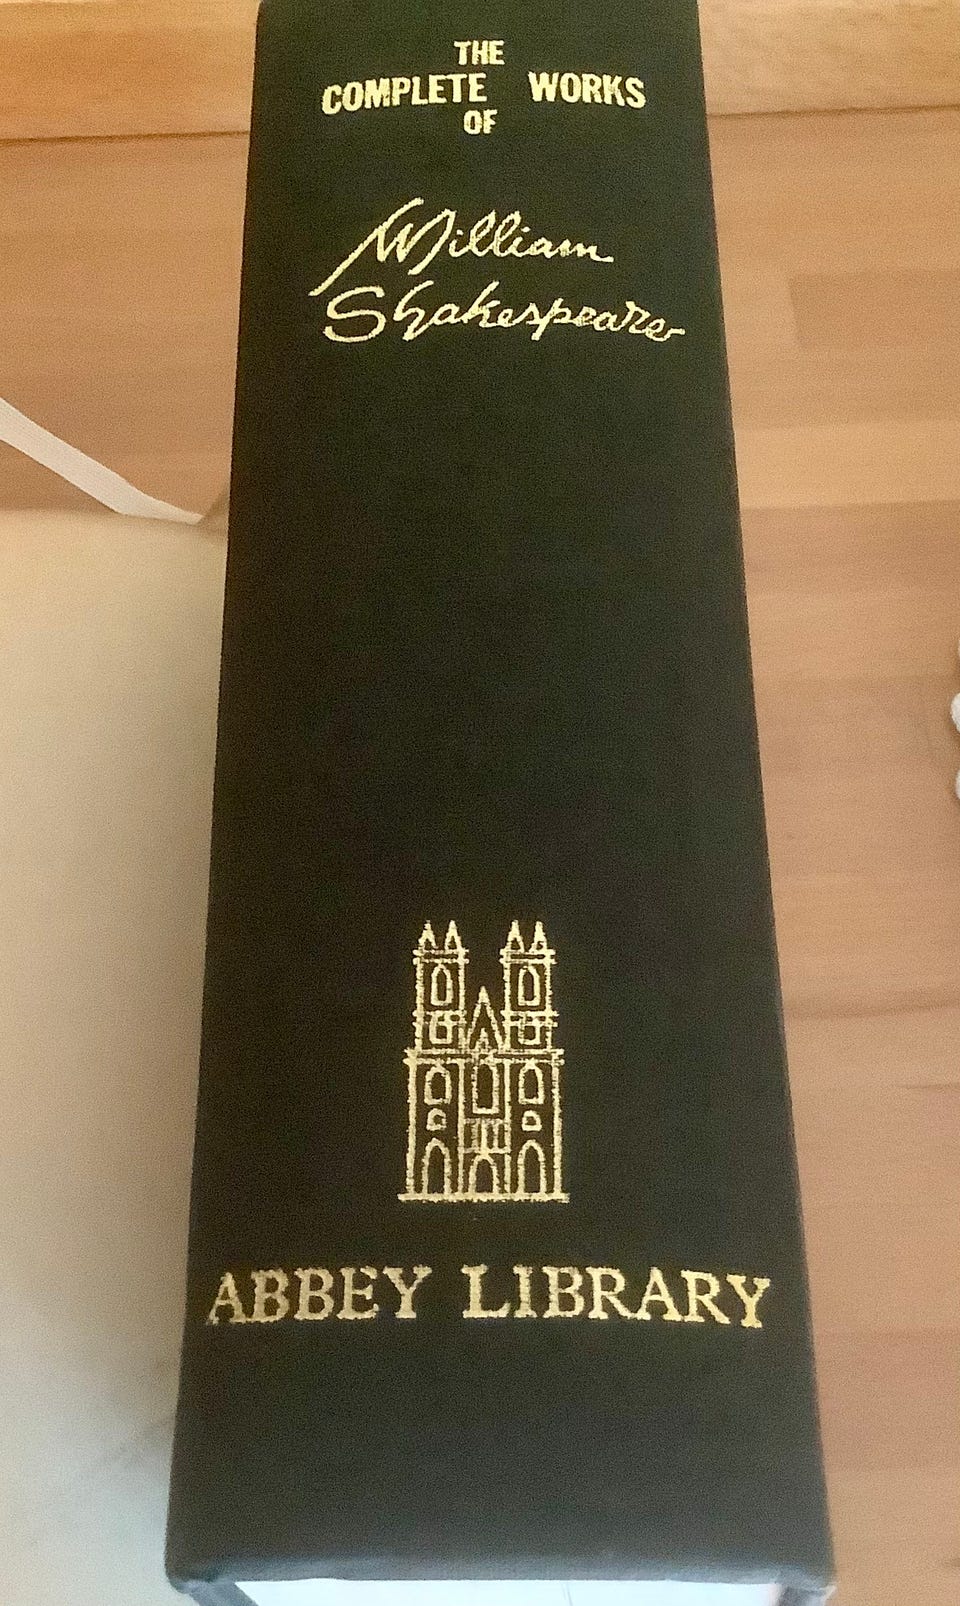 THE
COMPLETE WORKS
OF
William
Shakespeare
ABBEY LIBRARY